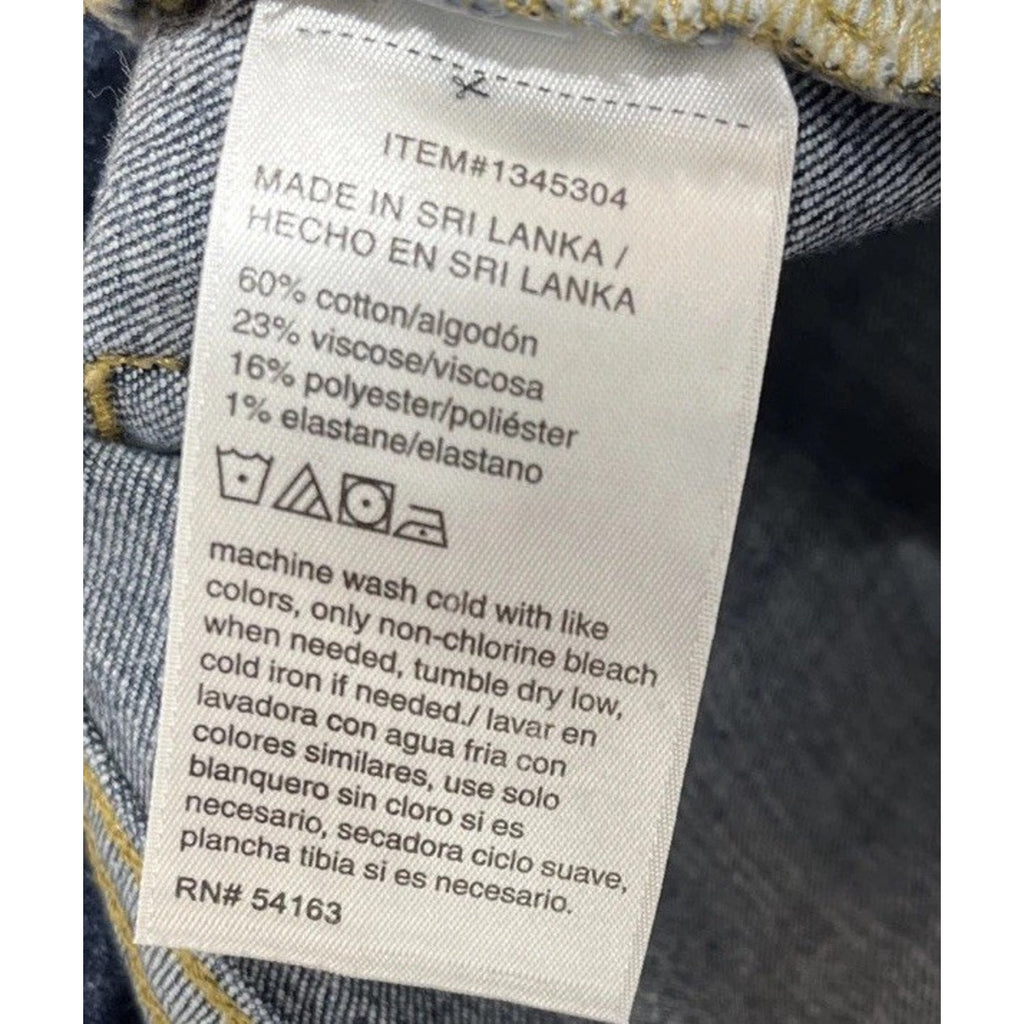 ITEM#1345304
MADE IN SRI LANKA /
HECHO EN SRI LANKA
60% cotton/algodón
23% viscose/viscosa
16% polyester/poliéster
1% elastane/elastano
machine wash cold with like
colors, only non-chlorine bleach
when needed, tumble dry low,
cold iron if needed./ lavar en
lavadora con agua fria con
colores similares, use solo
blanquero sin cloro si es
necesario, secadora ciclo suave,
plancha tibia si es necesario.
RN# 54163